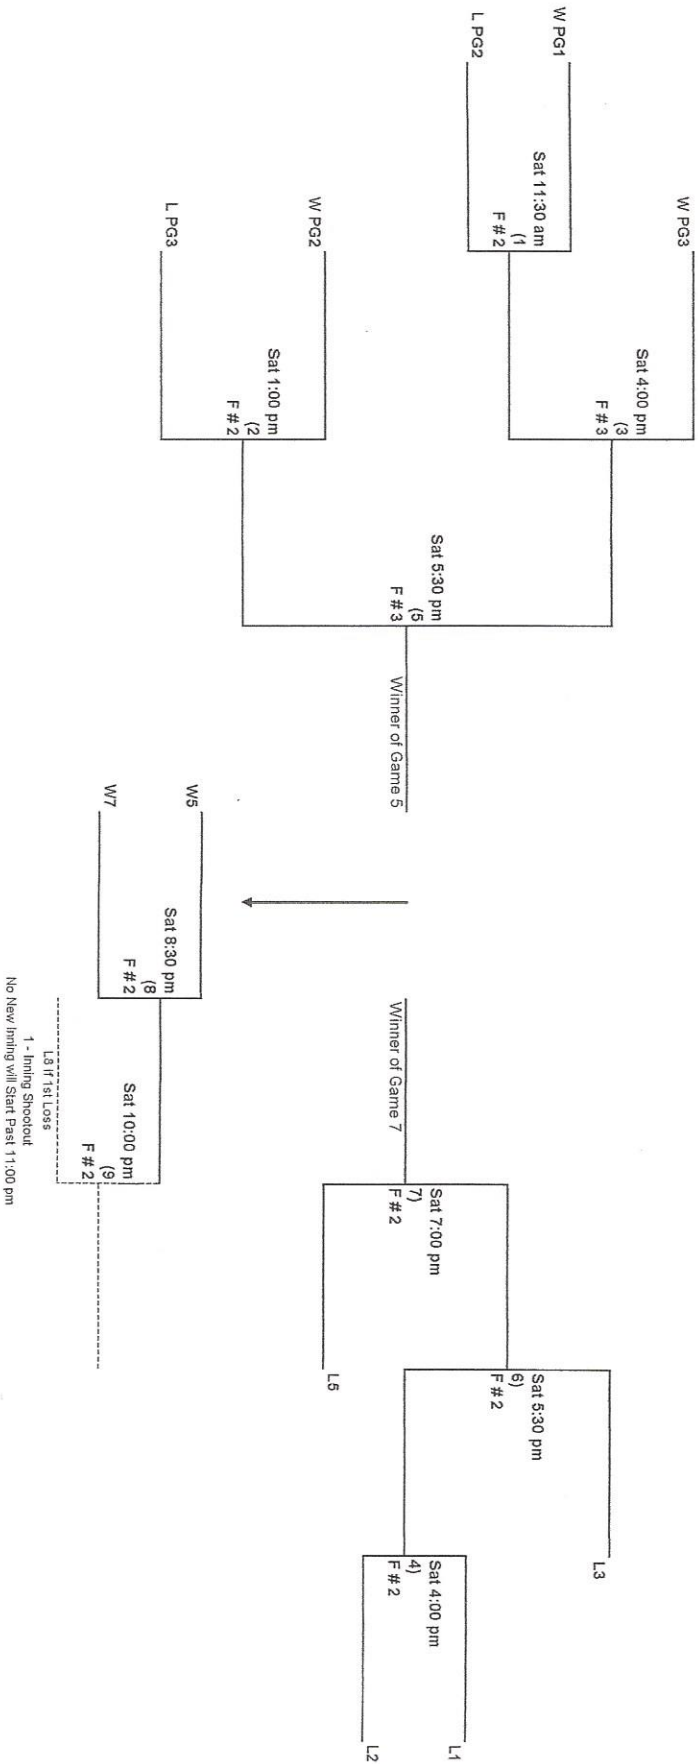 W PG3
Sat 4:00 pm
(3
F # 3
W PG1
Sat 11:30 am
(1
F # 2
L PG2
Sat 5:30 pm
(5
F # 3
Winner of Game 5
W PG2
Sat 1:00 pm
(2
F # 2
L PG3
L3
Sat 5:30 pm
6)
F # 2
L1
Sat 4:00 pm
4)
F # 2
L2
Sat 7:00 pm
7)
F # 2
Winner of Game 7
L5
W5
Sat 8:30 pm
(8
F # 2
W7
Sat 10:00 pm
(9
F # 2
L8 If 1st Loss
1 - Inning Shootout
No New Inning will Start Past 11:00 pm